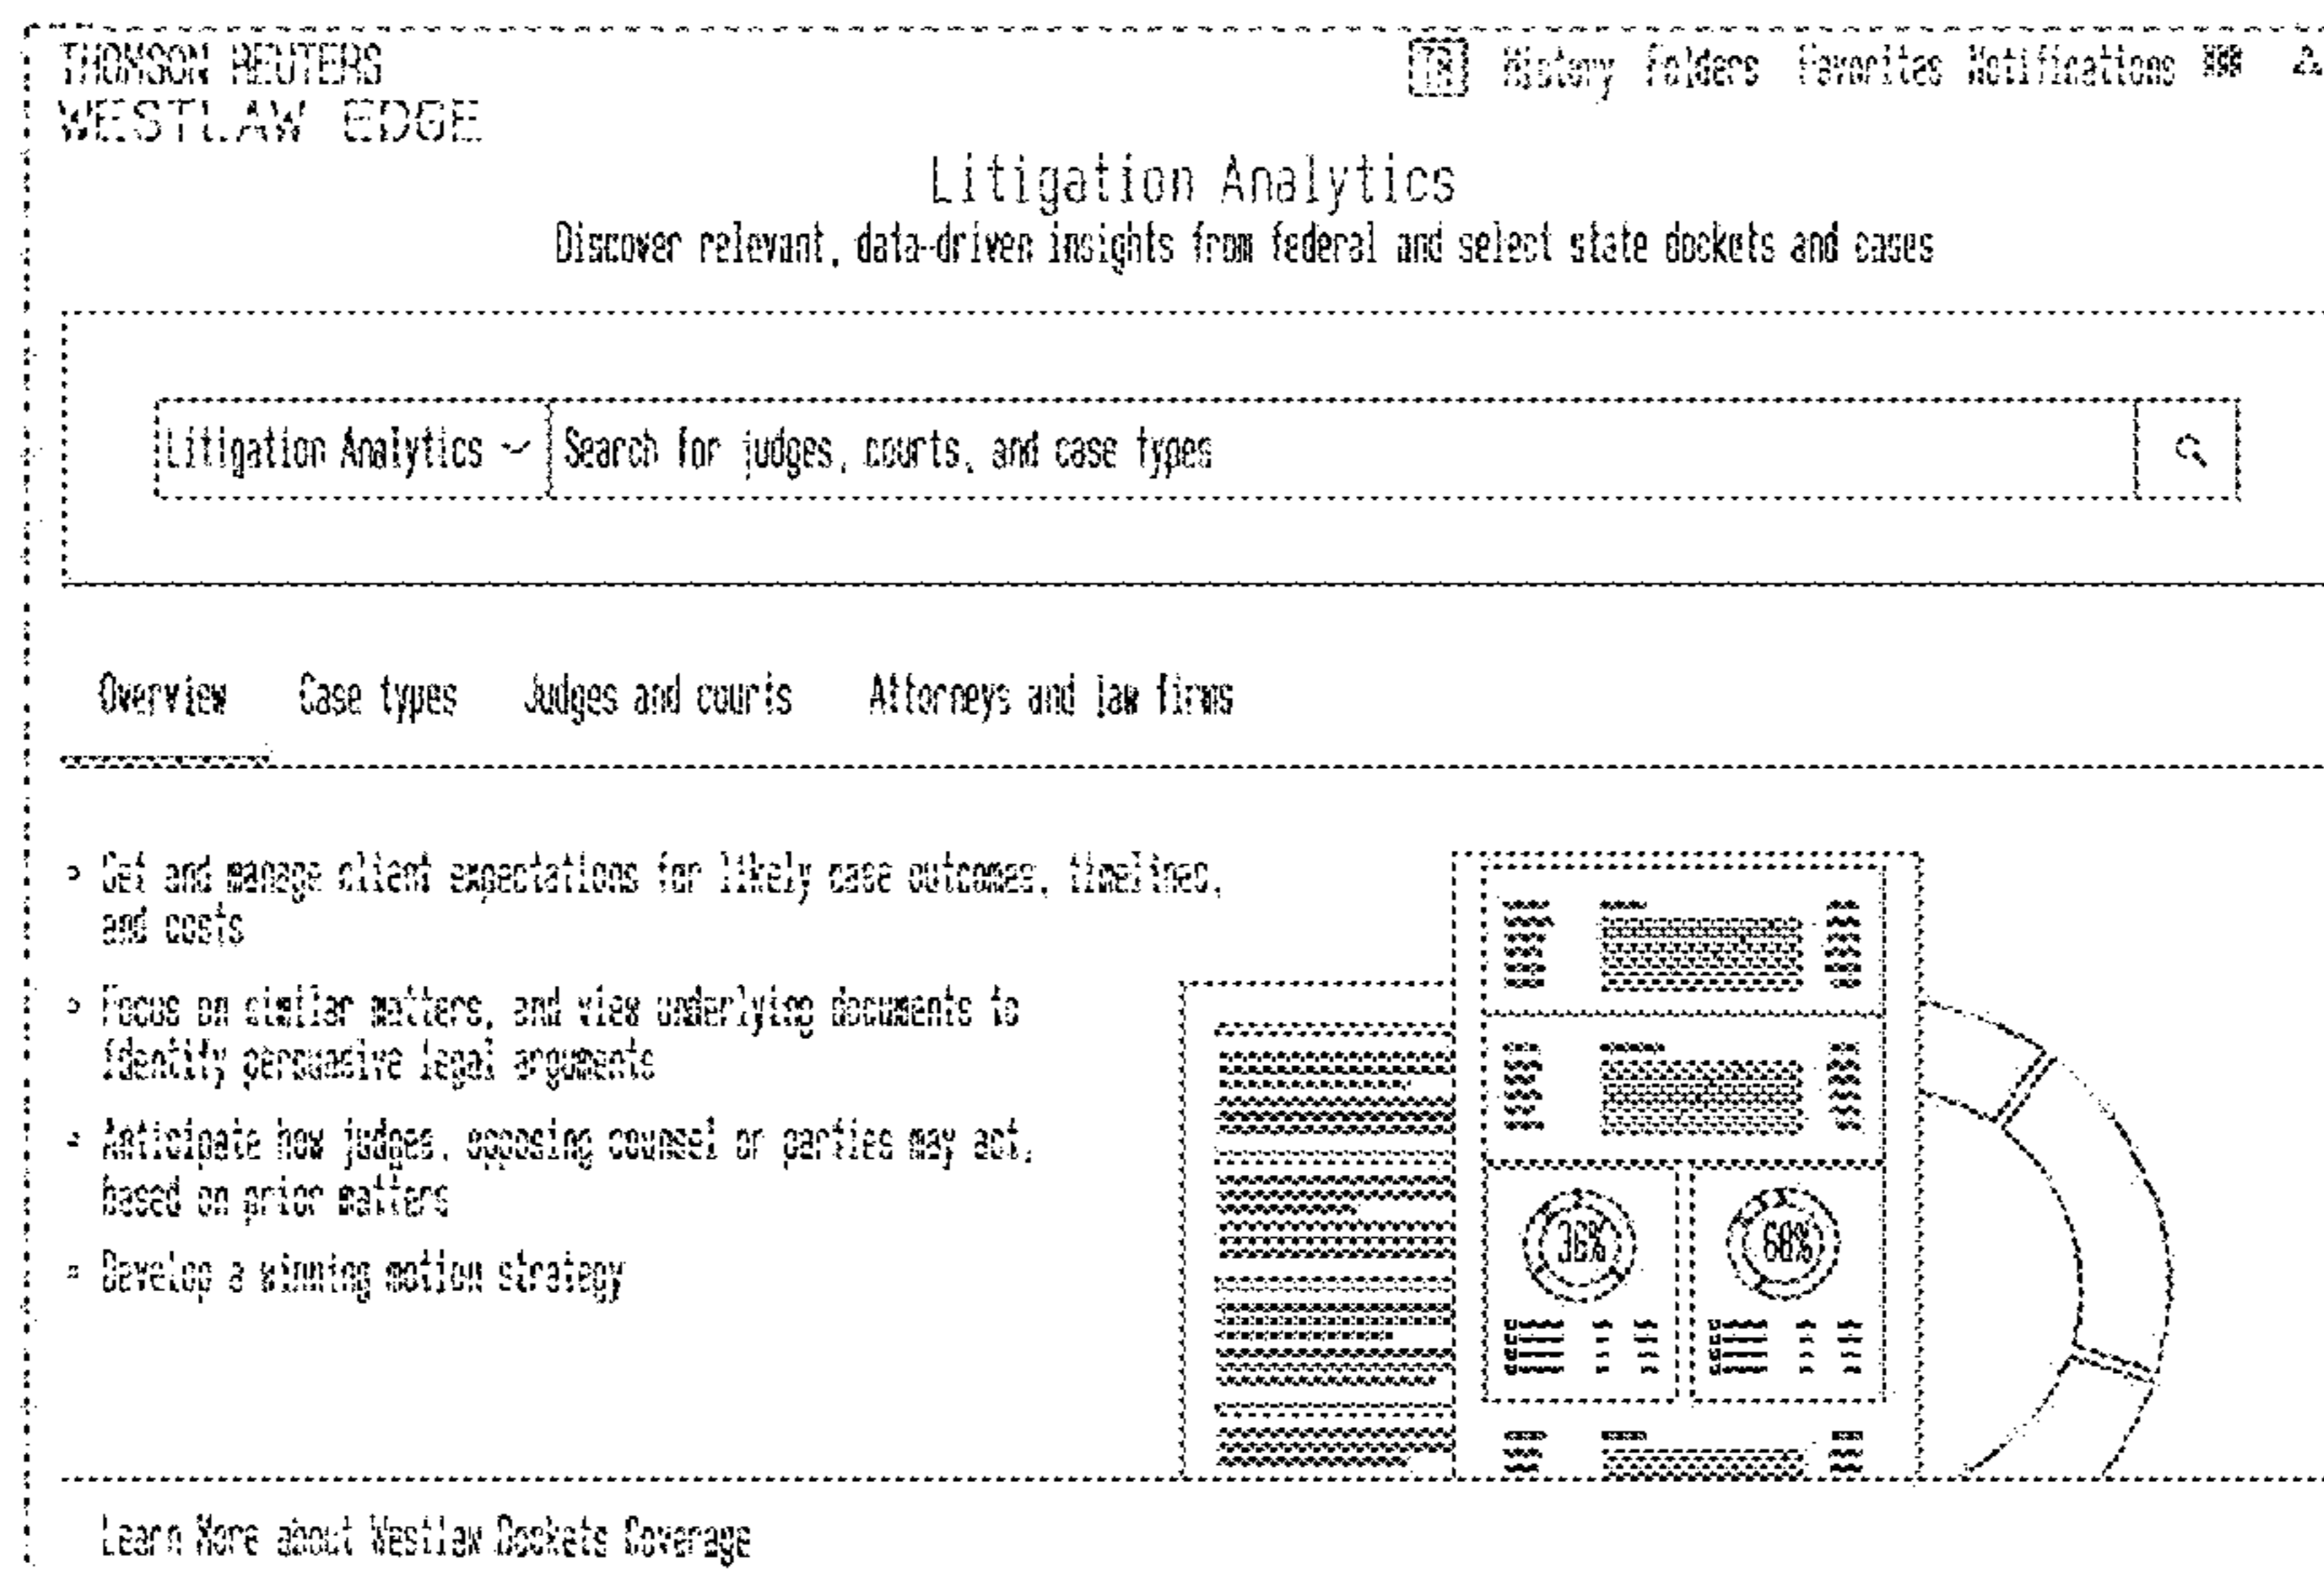 THOMSON REUTERS
WESTLAW EDGE
TR History Folders Favorites Notifications
Litigation Analytics
Discover relevant, data-driven insights from federal and select state dockets and cases
Litigation Analytics Search for judges, courts, and case types
Overview Case types Judges and courts Attorneys and law firms
and manage client expectations for likely case outcomes, timelines,
and costs
Focus on similar matters, and view underlying documents to
identify persuasive legal arguments
Anticipate how judges, opposing counsel or parties may act,
based on prior matters
Develop a winning motion strategy
36% 60%
Learn More about Westlaw Dockets Coverage